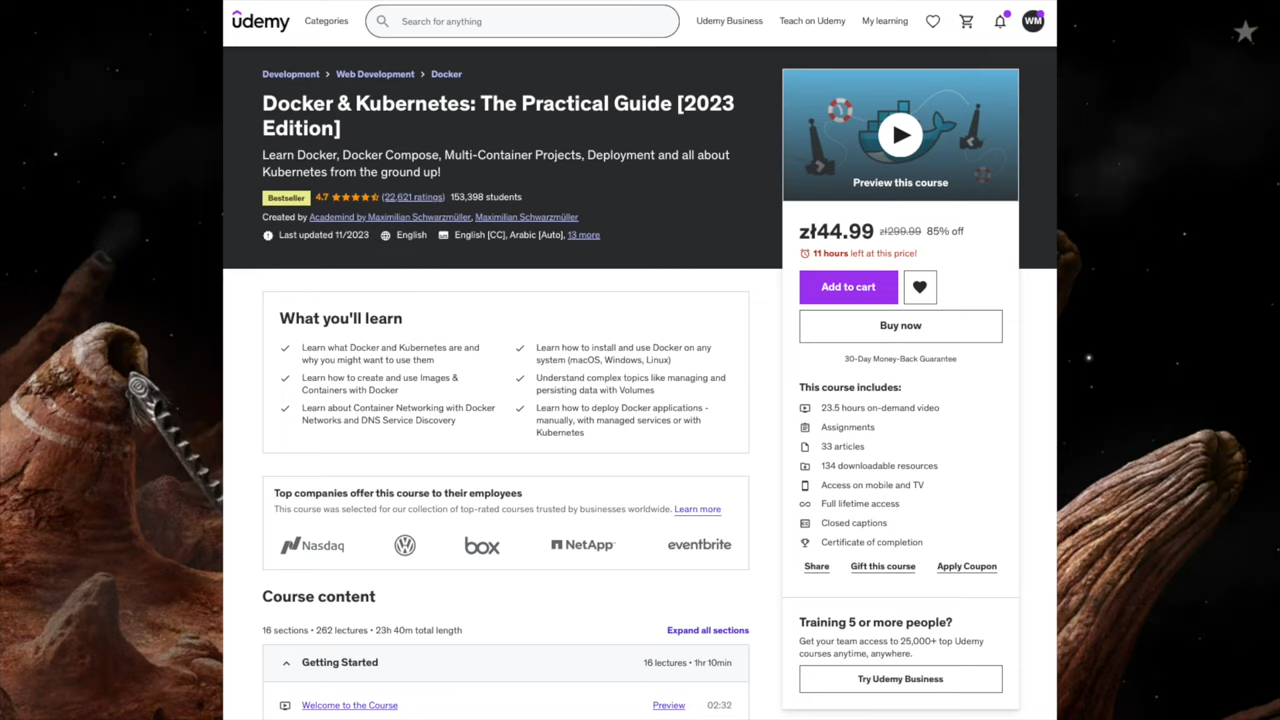 udemy
Categories
Search for anything
Udemy Business
Teach on Udemy
My learning
WM
Development > Web Development > Docker
Docker & Kubernetes: The Practical Guide [2023
Edition]
Learn Docker, Docker Compose, Multi-Container Projects, Deployment and all about
Kubernetes from the ground up!
Bestseller 4.7 (22,621 ratings) 153,398 students
Created by Academind by Maximilian Schwarzmüller, Maximilian Schwarzmüller
Last updated 11/2023 English English [CC], Arabic [Auto], 13 more
Preview this course
zł44.99 zł299.99 85% off
11 hours left at this price!
Add to cart
Buy now
30-Day Money-Back Guarantee
This course includes:
23.5 hours on-demand video
Assignments
33 articles
134 downloadable resources
Access on mobile and TV
Full lifetime access
Closed captions
Certificate of completion
Share Gift this course Apply Coupon
Training 5 or more people?
Get your team access to 25,000+ top Udemy
courses anytime, anywhere.
Try Udemy Business
What you'll learn
Learn what Docker and Kubernetes are and
why you might want to use them
Learn how to create and use Images &
Containers with Docker
Learn about Container Networking with Docker
Networks and DNS Service Discovery
Learn how to install and use Docker on any
system (macOS, Windows, Linux)
Understand complex topics like managing and
persisting data with Volumes
Learn how to deploy Docker applications -
manually, with managed services or with
Kubernetes
Top companies offer this course to their employees
This course was selected for our collection of top-rated courses trusted by businesses worldwide. Learn more
Nasdaq
box
NetApp
eventbrite
Course content
16 sections • 262 lectures • 23h 40m total length
Expand all sections
Getting Started
16 lectures • 1hr 10min
Welcome to the Course
Preview
02:32